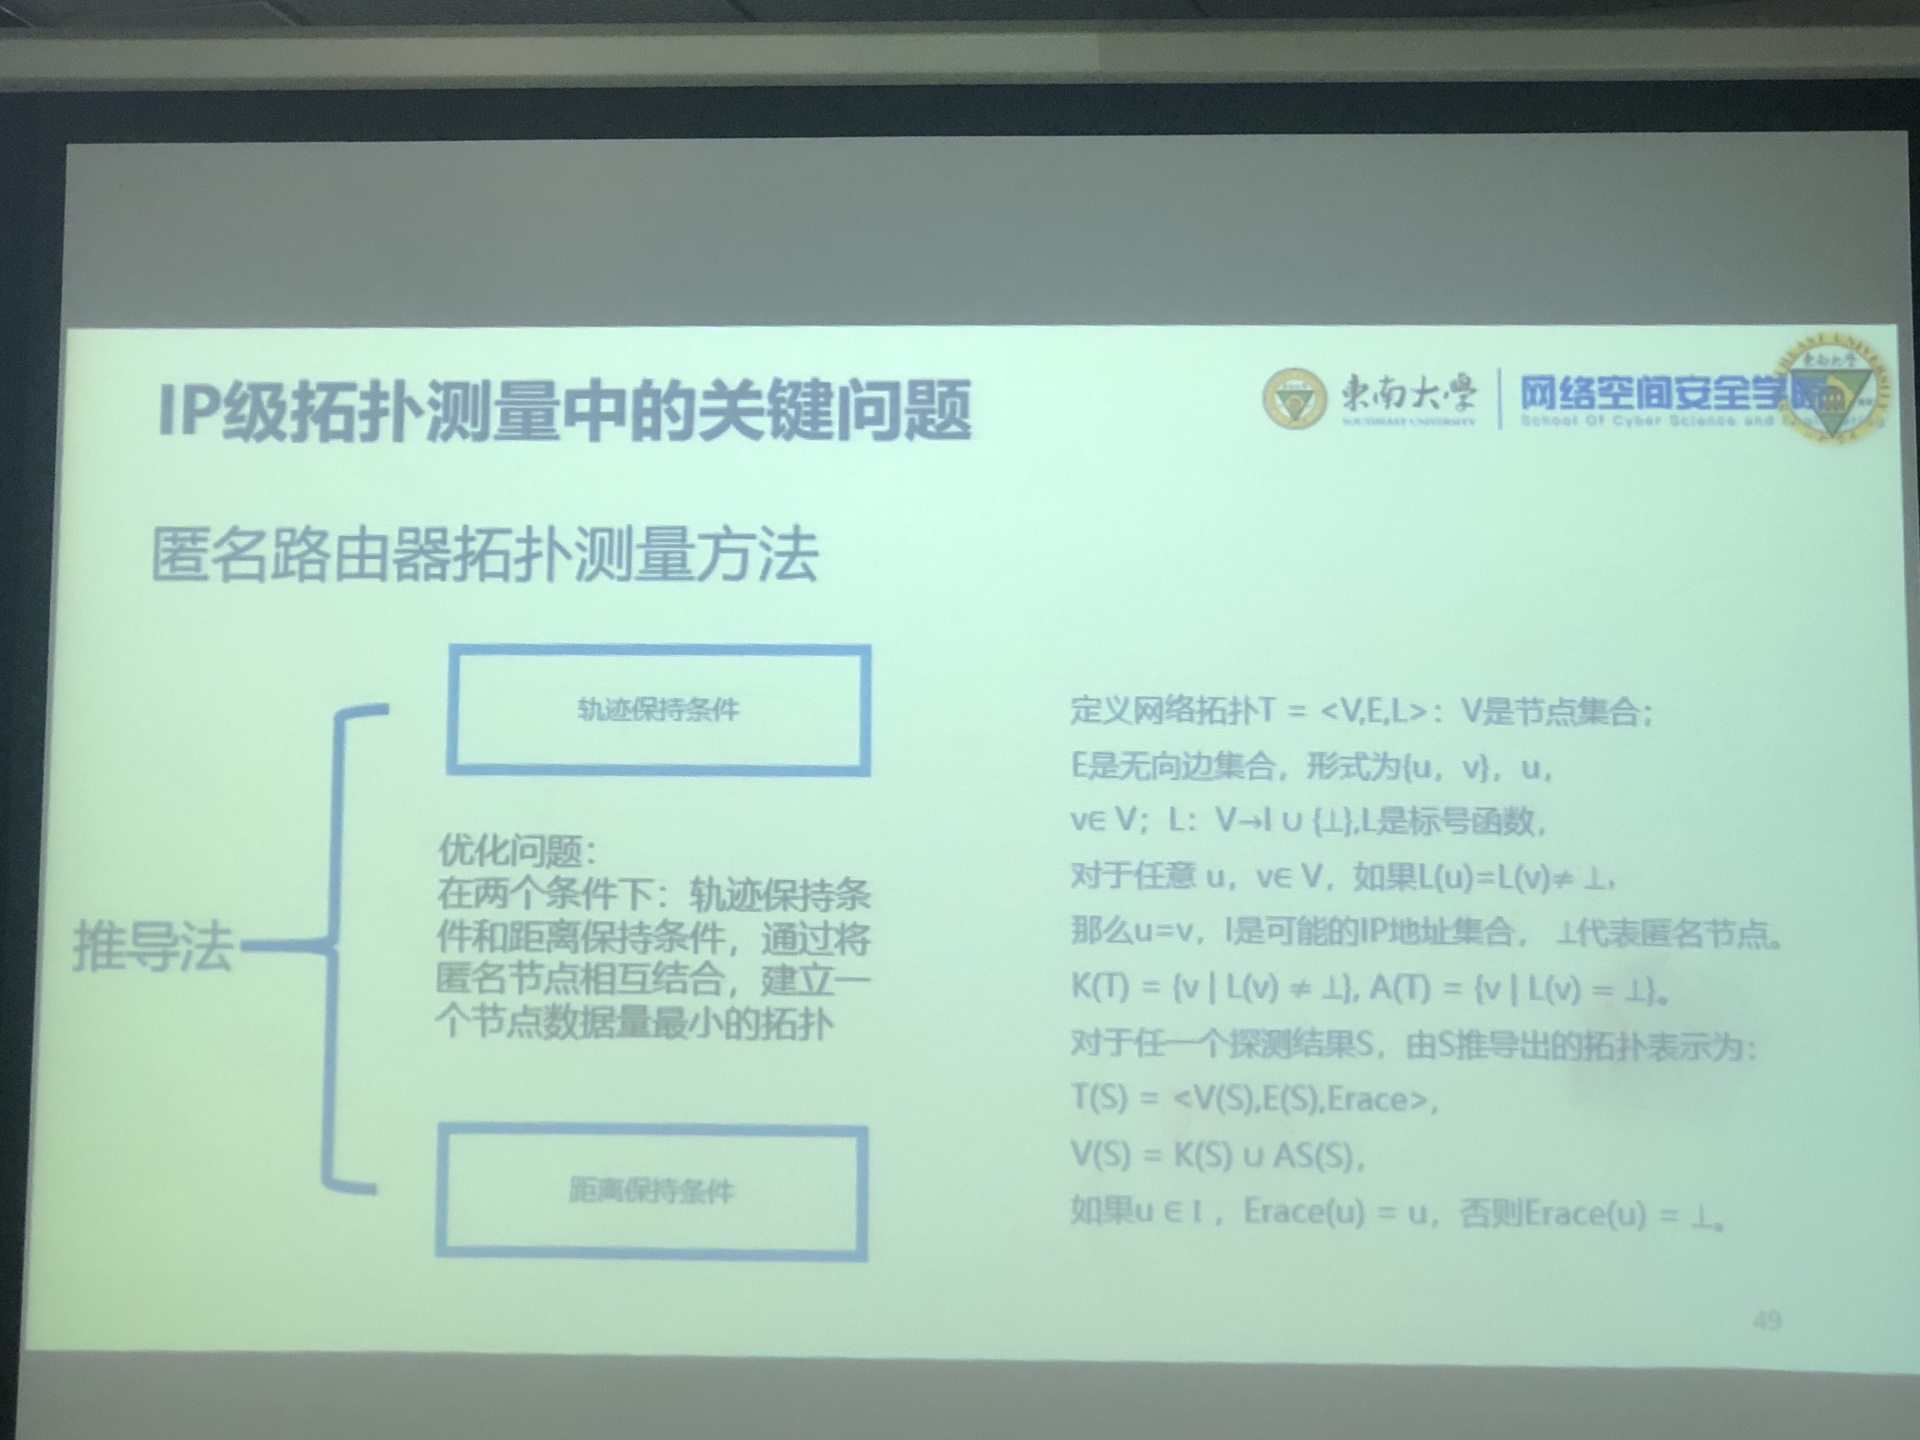 IP级拓扑测量中的关键问题
東南大學
SOUTHEAST UNIVERSITY
网络空间安全学
School Of Cyber Science and
匿名路由器拓扑测量方法
推导法
轨迹保持条件
优化问题：
在两个条件下：轨迹保持条
件和距离保持条件，通过将
匿名节点相互结合，建立一
个节点数据量最小的拓扑
距离保持条件
定义网络拓扑T = <V,E,L>：V是节点集合；
E是无向边集合，形式为{u，v}，u，
v∈ V；L：V→I ∪ {⊥},L是标号函数，
对于任意 u，v∈ V，如果L(u)=L(v)≠ ⊥，
那么u=v，I是可能的IP地址集合， ⊥代表匿名节点。
K(T) = {v | L(v) ≠ ⊥}, A(T) = {v | L(v) = ⊥}。
对于任一个探测结果S，由S推导出的拓扑表示为：
T(S) = <V(S),E(S),Erace>，
V(S) = K(S) ∪ AS(S)，
如果u ∈ I ，Erace(u) = u，否则Erace(u) = ⊥。
49